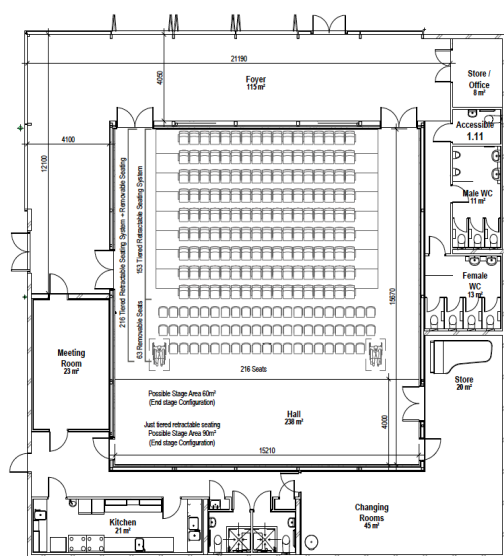 21190
4050
Foyer
115 m²
Store /
Office
8 m²
Accessible
1.11
4100
12100
Male WC
11 m²
216 Tiered Retractable Seating System + Removable Seating
153 Tiered Retractable Seating System
63 Removable Seats
15670
Female
WC
13 m²
Meeting
Room
23 m²
216 Seats
Possible Stage Area 60m²
(End stage Configuration)
Just tiered retractable seating
Possible Stage Area 90m²
(End stage Configuration)
Hall
238 m²
4000
Store
20 m²
15210
Kitchen
21 m²
Changing
Rooms
45 m²